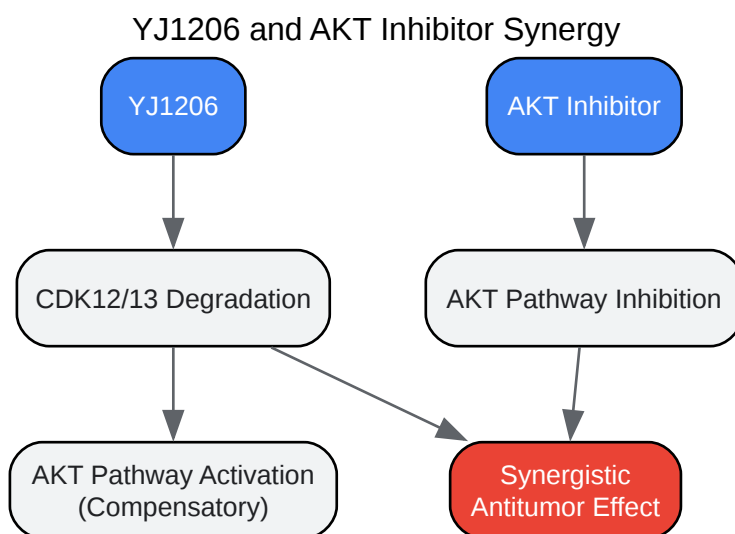 YJ1206 and AKT Inhibitor Synergy
YJ1206
AKT Inhibitor
CDK12/13 Degradation
AKT Pathway Inhibition
AKT Pathway Activation
(Compensatory)
Synergistic
Antitumor Effect